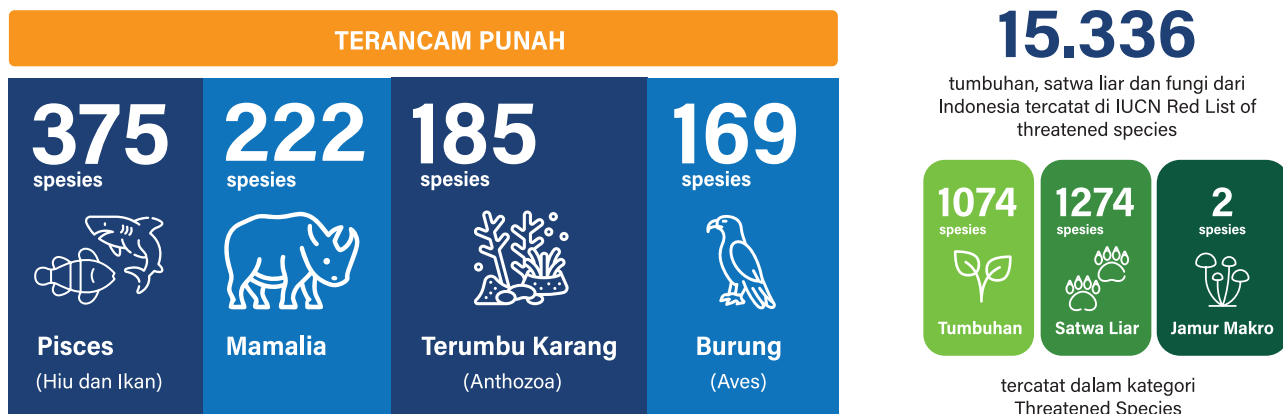 TERANCAM PUNAH
375
spesies
Pisces
(Hiu dan Ikan)
222
spesies
Mamalia
185
spesies
Terumbu Karang
(Anthozoa)
169
spesies
Burung
(Aves)
15.336
tumbuhan, satwa liar dan fungi dari
Indonesia tercatat di IUCN Red List of
threatened species
1074
spesies
Tumbuhan
1274
spesies
Satwa Liar
2
spesies
Jamur Makro
tercatat dalam kategori
Threatened Species